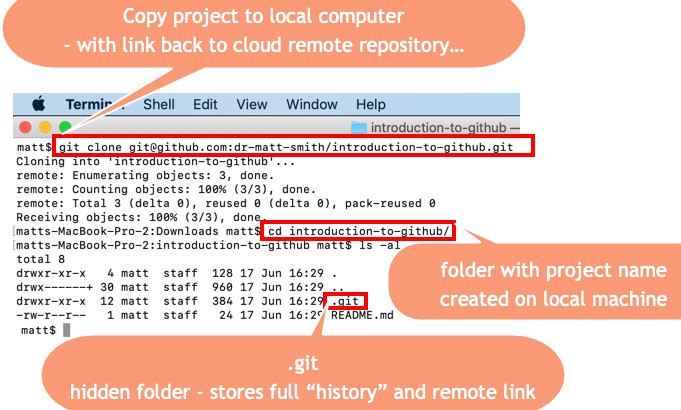 Copy project to local computer
- with link back to cloud remote repository…
Terminal Shell Edit View Window Help
introduction-to-github —
matt$ git clone git@github.com:dr-matt-smith/introduction-to-github.git
Cloning into 'introduction-to-github'...
remote: Enumerating objects: 3, done.
remote: Counting objects: 100% (3/3), done.
remote: Total 3 (delta 0), reused 0 (delta 0), pack-reused 0
Receiving objects: 100% (3/3), done.
[matts-MacBook-Pro-2:Downloads matt$ cd introduction-to-github/
[matts-MacBook-Pro-2:introduction-to-github matt$ ls -al
total 8
drwxr-xr-x 4 matt staff 128 17 Jun 16:29 .
drwx------+ 30 matt staff 960 17 Jun 16:29 ..
drwxr-xr-x 12 matt staff 384 17 Jun 16:29 .git
-rw-r--r-- 1 matt staff 24 17 Jun 16:29 README.md
matt$
folder with project name
created on local machine
.git
hidden folder - stores full “history” and remote link